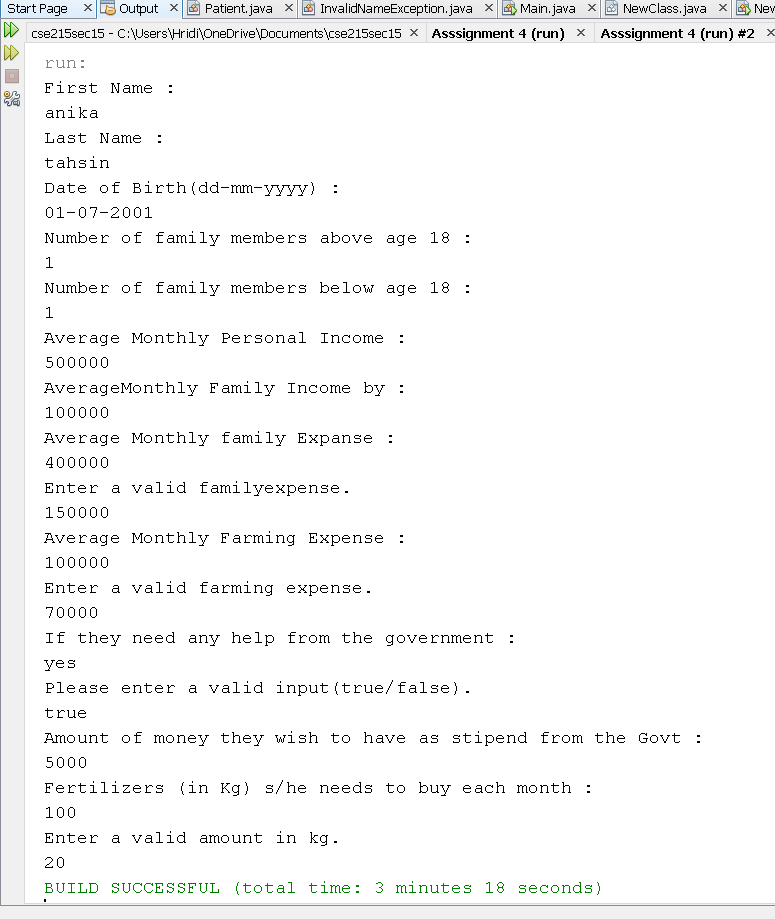 Start Page Output Patient.java InvalidNameException.java Main.java NewClass.java New
cse215sec15 - C:\Users\Hridi\OneDrive\Documents\cse215sec15 Asssignment 4 (run) Asssignment 4 (run) #2
run:
First Name :
anika
Last Name :
tahsin
Date of Birth(dd-mm-yyyy) :
01-07-2001
Number of family members above age 18 :
1
Number of family members below age 18 :
1
Average Monthly Personal Income :
500000
AverageMonthly Family Income by :
100000
Average Monthly family Expanse :
400000
Enter a valid familyexpense.
150000
Average Monthly Farming Expense :
100000
Enter a valid farming expense.
70000
If they need any help from the government :
yes
Please enter a valid input(true/false).
true
Amount of money they wish to have as stipend from the Govt :
5000
Fertilizers (in Kg) s/he needs to buy each month :
100
Enter a valid amount in kg.
20
BUILD SUCCESSFUL (total time: 3 minutes 18 seconds)